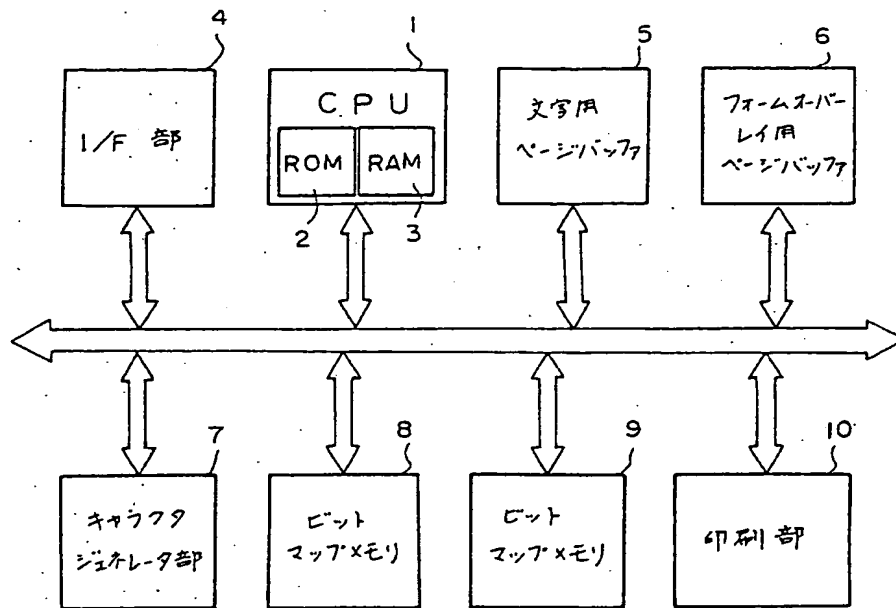 4
1
5
6
I/F 部
CPU
ROM
RAM
2
3
文字用
ページバッファ
フォームオーバー
レイ用
ページバッファ
7
8
9
10
キャラクタ
ジェネレータ部
ビット
マップメモリ
ビット
マップメモリ
印刷部